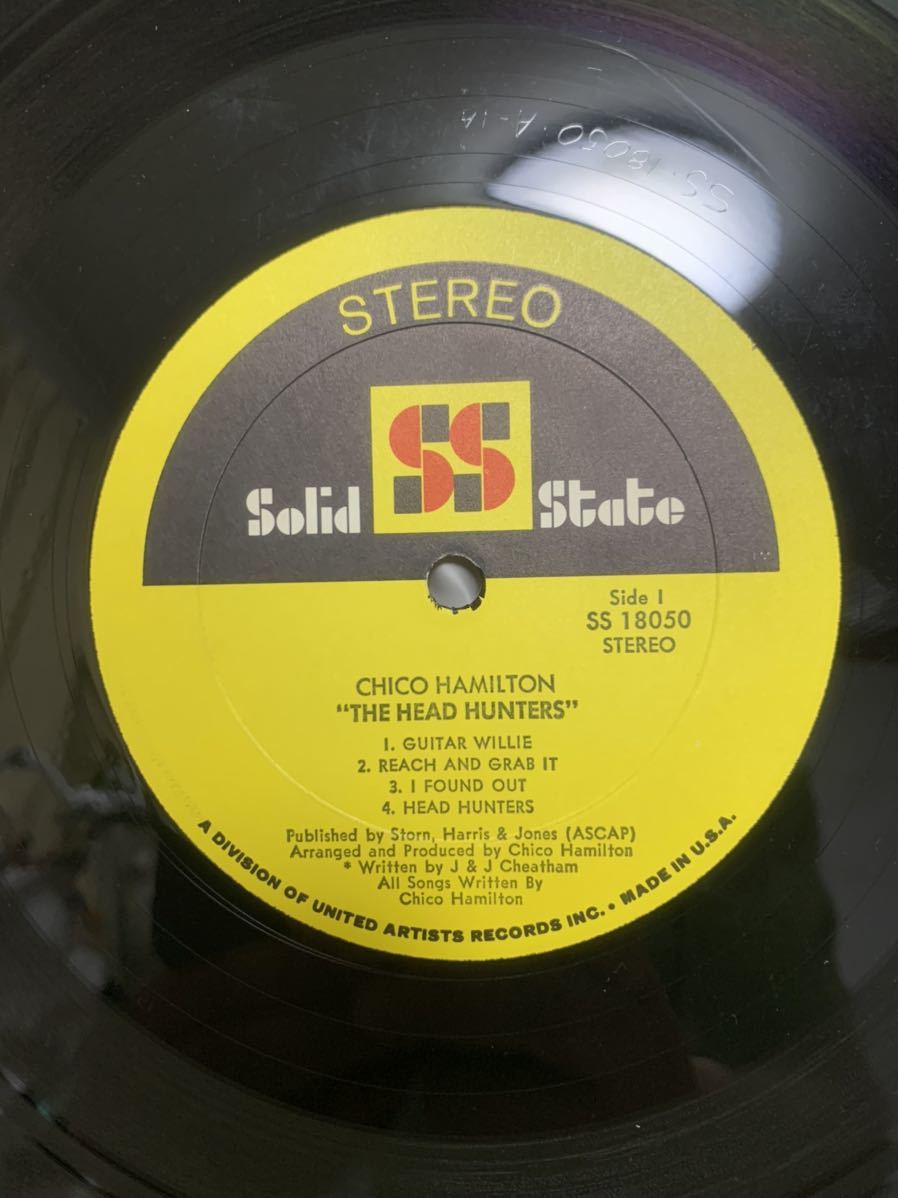 SS 18050 A-1A
STEREO
SS
Solid State
Side 1
SS 18050
STEREO
CHICO HAMILTON
"THE HEAD HUNTERS"
1. GUITAR WILLIE
2. REACH AND GRAB IT
3. I FOUND OUT
4. HEAD HUNTERS
Published by Storn, Harris & Jones (ASCAP)
Arranged and Produced by Chico Hamilton
* Written by J & J Cheatham
All Songs Written By
Chico Hamilton
A DIVISION OF UNITED ARTISTS RECORDS INC. • MADE IN U.S.A.